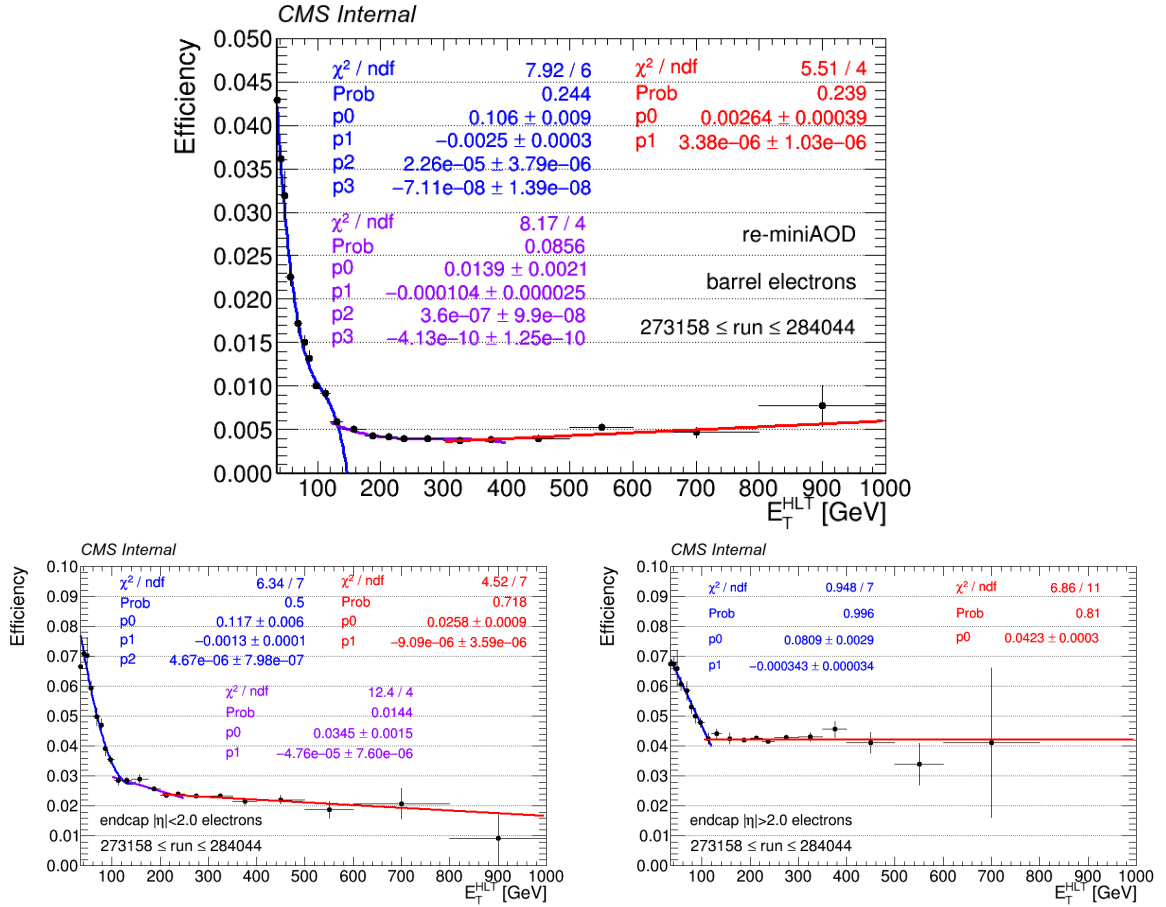 CMS Internal
Efficiency
0.050
0.045
0.040
0.035
0.030
0.025
0.020
0.015
0.010
0.005
0.000
χ² / ndf 7.92 / 6
Prob 0.244
p0 0.106 ± 0.009
p1 −0.0025 ± 0.0003
p2 2.26e−05 ± 3.79e−06
p3 −7.11e−08 ± 1.39e−08
χ² / ndf 5.51 / 4
Prob 0.239
p0 0.00264 ± 0.00039
p1 3.38e−06 ± 1.03e−06
χ² / ndf 8.17 / 4
Prob 0.0856
p0 0.0139 ± 0.0021
p1 −0.000104 ± 0.000025
p2 3.6e−07 ± 9.9e−08
p3 −4.13e−10 ± 1.25e−10
re-miniAOD
barrel electrons
273158 ≤ run ≤ 284044
100 200 300 400 500 600 700 800 900 1000
E_T^HLT [GeV]
CMS Internal
Efficiency
0.10
0.09
0.08
0.07
0.06
0.05
0.04
0.03
0.02
0.01
0.00
χ² / ndf 6.34 / 7
Prob 0.5
p0 0.117 ± 0.006
p1 −0.0013 ± 0.0001
p2 4.67e−06 ± 7.98e−07
χ² / ndf 4.52 / 7
Prob 0.718
p0 0.0258 ± 0.0009
p1 −9.09e−06 ± 3.59e−06
χ² / ndf 12.4 / 4
Prob 0.0144
p0 0.0345 ± 0.0015
p1 −4.76e−05 ± 7.60e−06
endcap |η|<2.0 electrons
273158 ≤ run ≤ 284044
100 200 300 400 500 600 700 800 900 1000
E_T^HLT [GeV]
CMS Internal
Efficiency
0.10
0.09
0.08
0.07
0.06
0.05
0.04
0.03
0.02
0.01
0.00
χ² / ndf 0.948 / 7
Prob 0.996
p0 0.0809 ± 0.0029
p1 −0.000343 ± 0.000034
χ² / ndf 6.86 / 11
Prob 0.81
p0 0.0423 ± 0.0003
endcap |η|>2.0 electrons
273158 ≤ run ≤ 284044
100 200 300 400 500 600 700 800 900 1000
E_T^HLT [GeV]